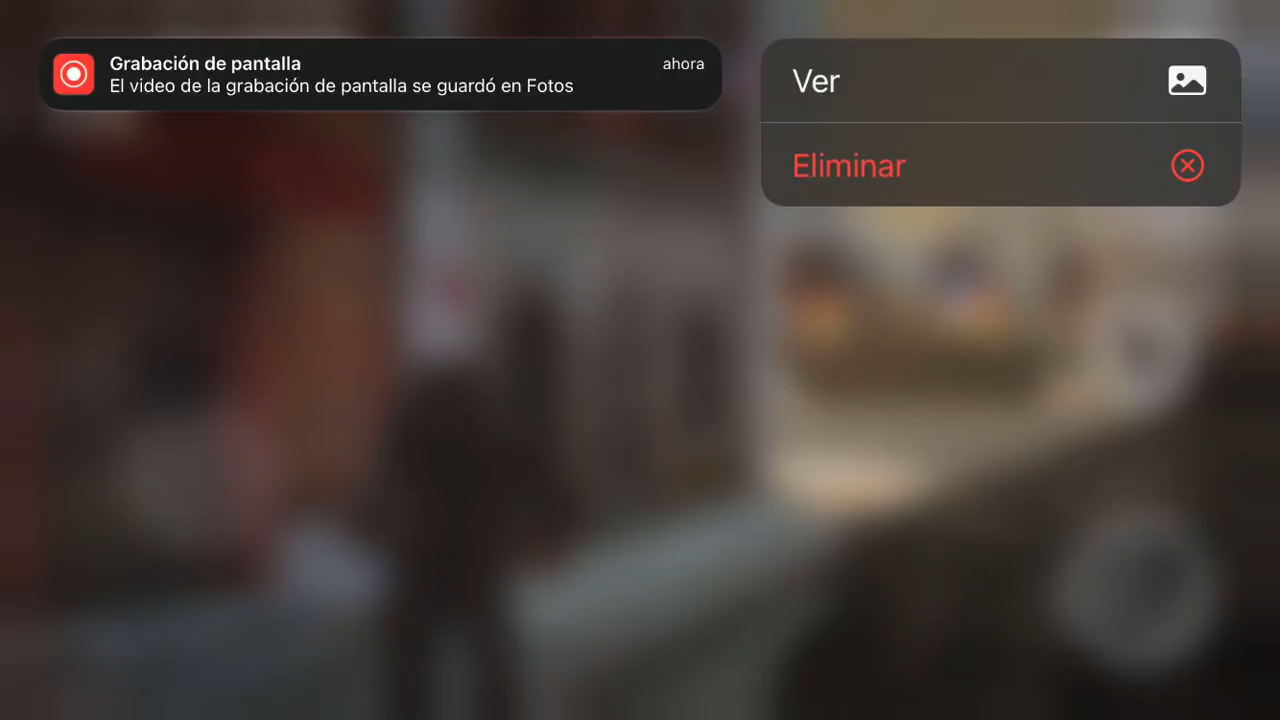 Grabación de pantalla
ahora
El video de la grabación de pantalla se guardó en Fotos
Ver
Eliminar